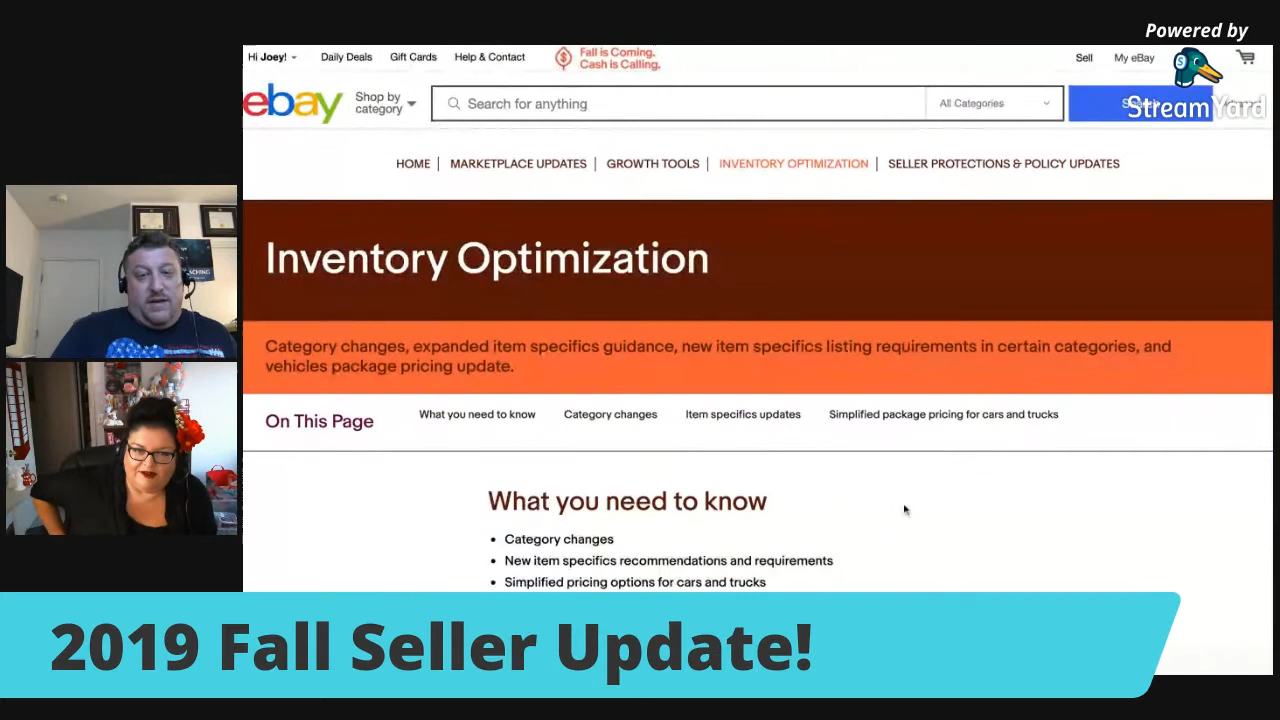 Powered by
StreamYard
Hi Joey!
Daily Deals
Gift Cards
Help & Contact
Fall is Coming.
Cash is Calling.
Sell
My eBay
ebay
Shop by
category
Search for anything
All Categories
HOME
MARKETPLACE UPDATES
GROWTH TOOLS
INVENTORY OPTIMIZATION
SELLER PROTECTIONS & POLICY UPDATES
Inventory Optimization
Category changes, expanded item specifics guidance, new item specifics listing requirements in certain categories, and
vehicles package pricing update.
On This Page
What you need to know
Category changes
Item specifics updates
Simplified package pricing for cars and trucks
What you need to know
• Category changes
• New item specifics recommendations and requirements
• Simplified pricing options for cars and trucks
2019 Fall Seller Update!